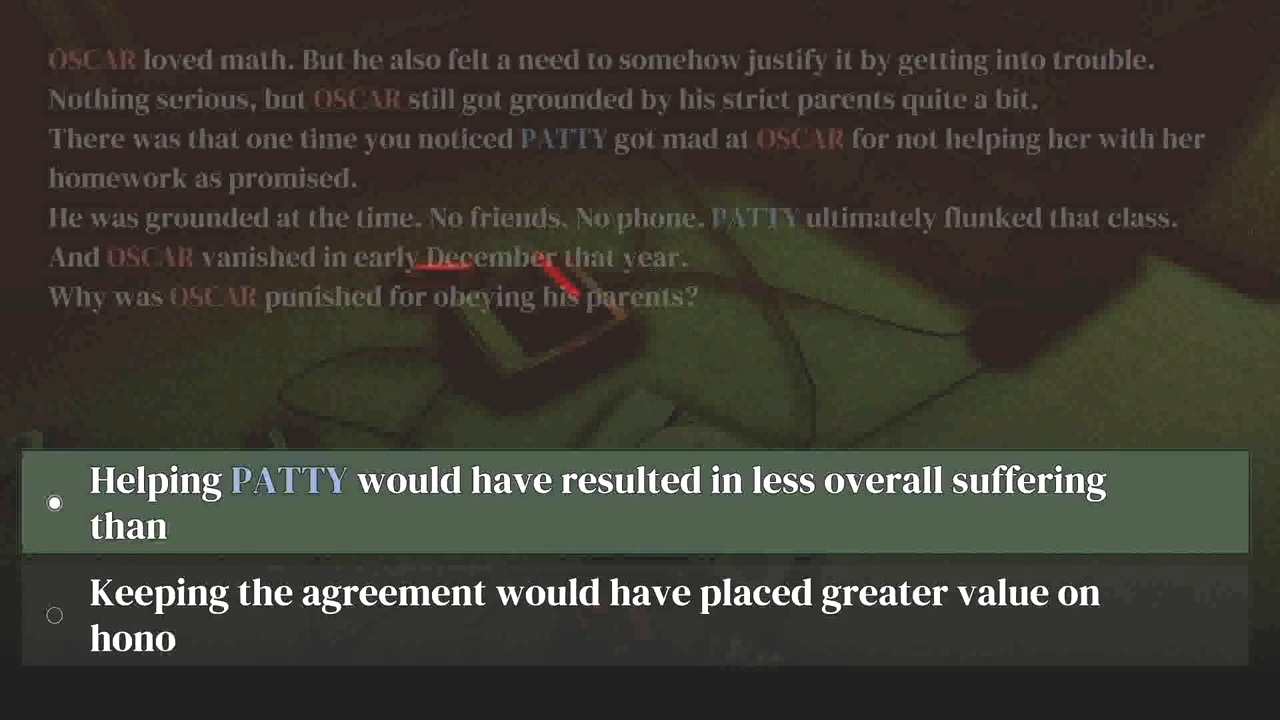 OSCAR loved math. But he also felt a need to somehow justify it by getting into trouble.
Nothing serious, but OSCAR still got grounded by his strict parents quite a bit.
There was that one time you noticed PATTY got mad at OSCAR for not helping her with her
homework as promised.
He was grounded at the time. No friends. No phone. PATTY ultimately flunked that class.
And OSCAR vanished in early December that year.
Why was OSCAR punished for obeying his parents?
Helping PATTY would have resulted in less overall suffering
than
Keeping the agreement would have placed greater value on
hono